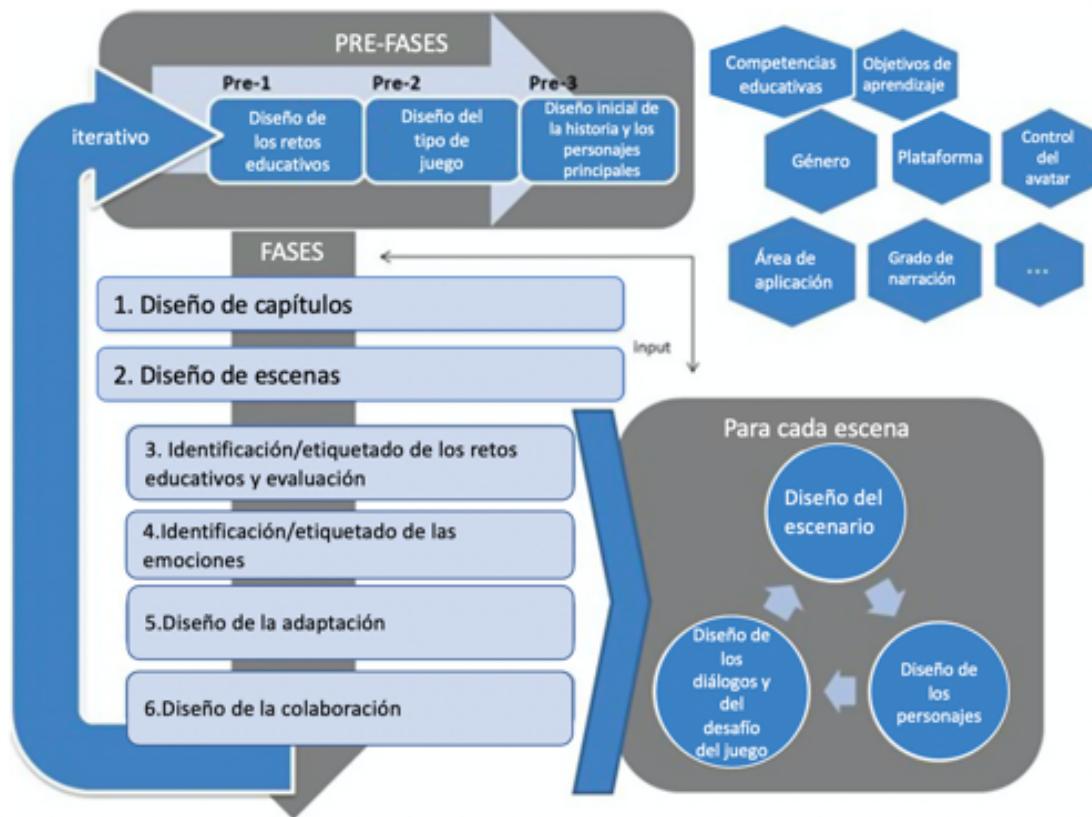 PRE-FASES
Pre-1
Pre-2
Pre-3
iterativo
Diseño de
los retos
educativos
Diseño del
tipo de
juego
Diseño inicial de
la historia y los
personajes
principales
Competencias
educativas
Objetivos de
aprendizaje
Género
Plataforma
Control
del
avatar
Área de
aplicación
Grado de
narración
...
FASES
1. Diseño de capítulos
input
2. Diseño de escenas
3. Identificación/etiquetado de los retos
educativos y evaluación
4.Identificación/etiquetado de las
emociones
5.Diseño de la adaptación
6.Diseño de la colaboración
Para cada escena
Diseño del
escenario
Diseño de
los
personajes
Diseño de
los
diálogos y
del
desafío
del juego